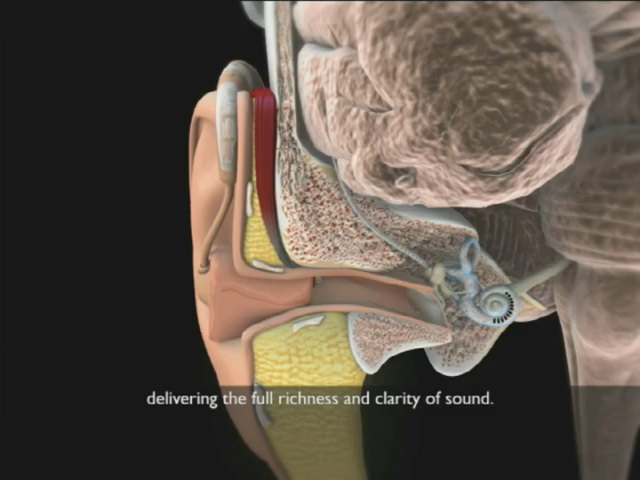 delivering the full richness and clarity of sound.